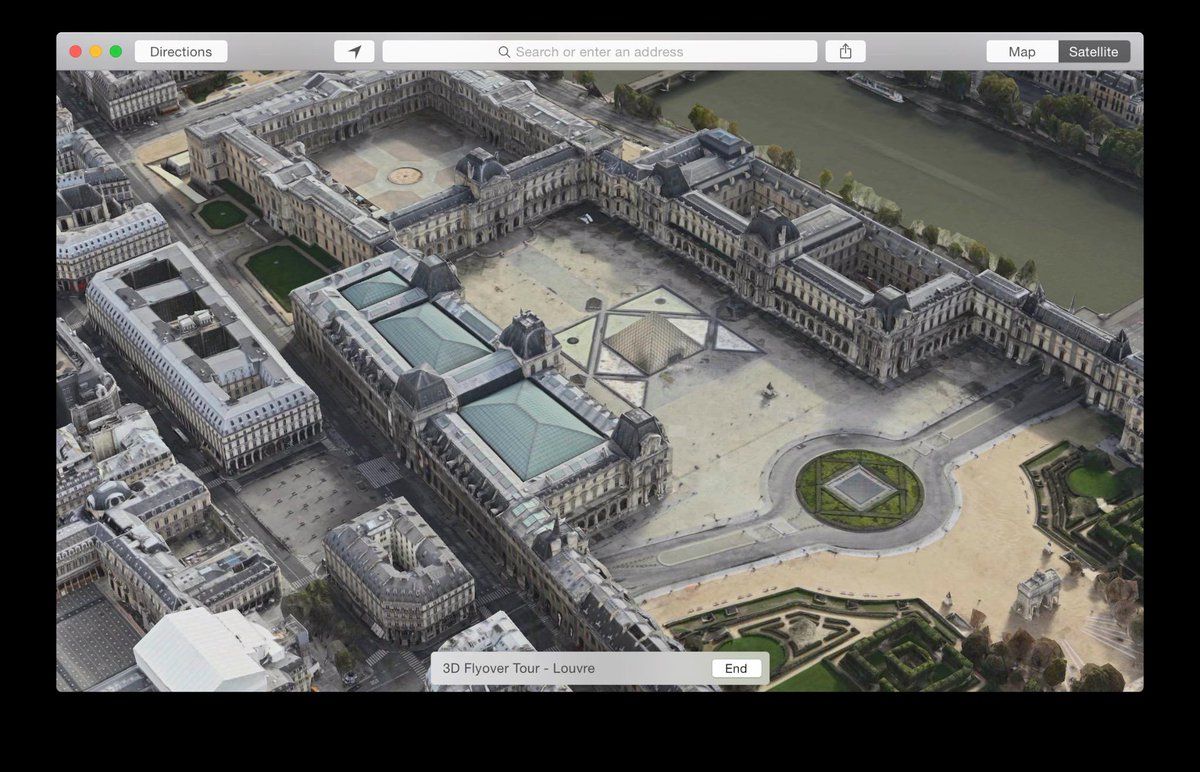 Directions
Search or enter an address
Map
Satellite
3D Flyover Tour - Louvre
End